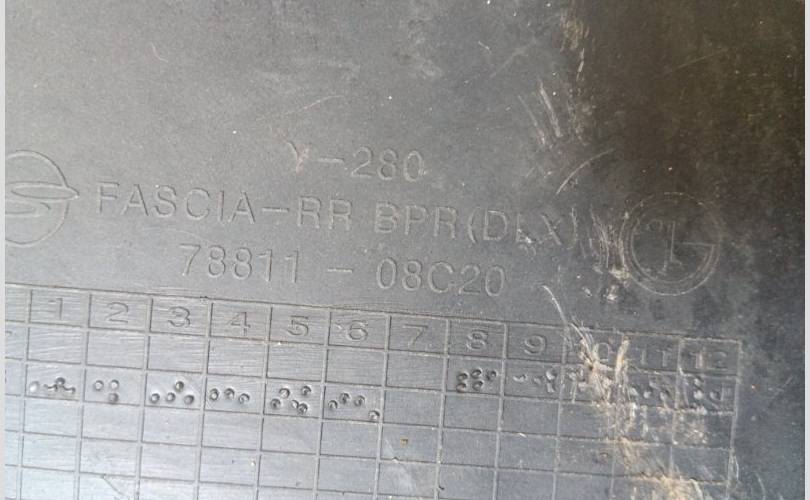 Y-280
FASCIA-RR BPR(DLX)
78811 - 08C20
1 2 3 4 5 6 7 8 9 10 11 12